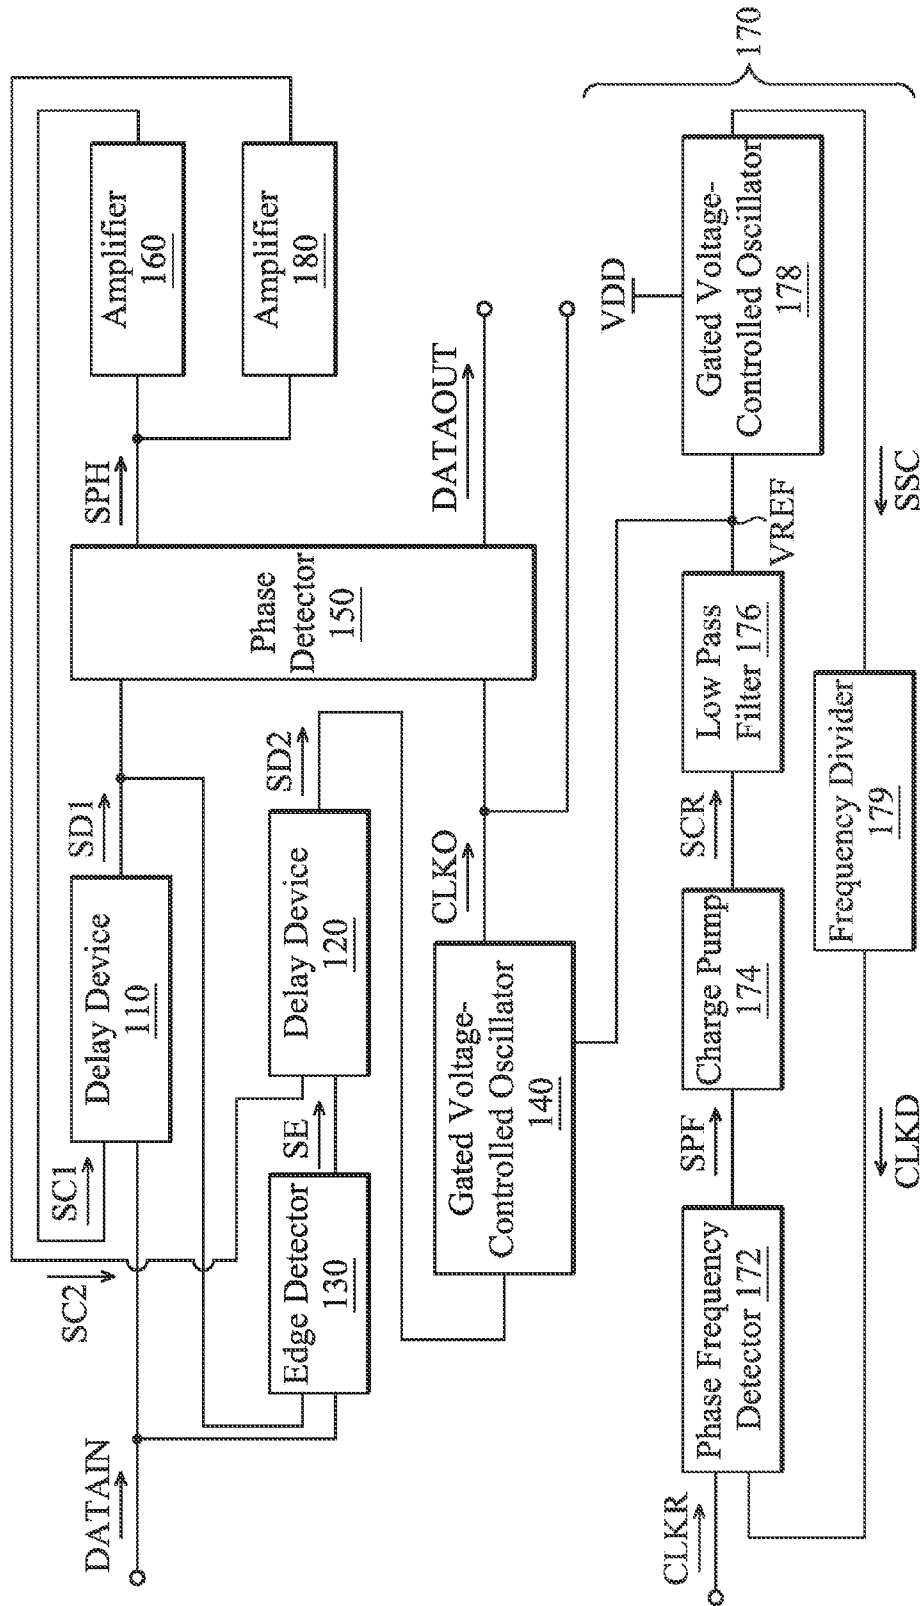 SC2
SC1
DATAIN
Delay Device
110
SD1
SPH
Amplifier
160
Amplifier
180
Edge Detector
130
SE
Delay Device
120
SD2
Phase
Detector
150
DATAOUT
Gated Voltage-
Controlled Oscillator
140
CLKO
CLKR
Phase Frequency
Detector 172
SPF
Charge Pump
174
SCR
Low Pass
Filter 176
VREF
VDD
Gated Voltage-
Controlled Oscillator
178
170
CLKD
Frequency Divider
179
SSC